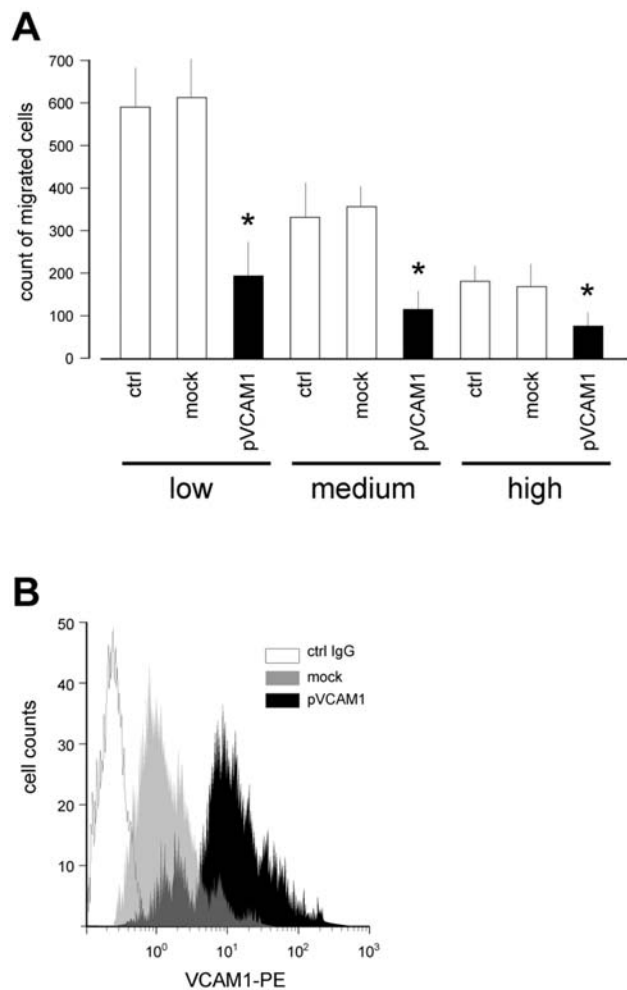 A
count of migrated cells
700
600
500
400
300
200
100
0
* * *
ctrl mock pVCAM1 ctrl mock pVCAM1 ctrl mock pVCAM1
low medium high
B
cell counts
50
40
30
20
10
ctrl IgG
mock
pVCAM1
10⁰ 10¹ 10² 10³
VCAM1-PE